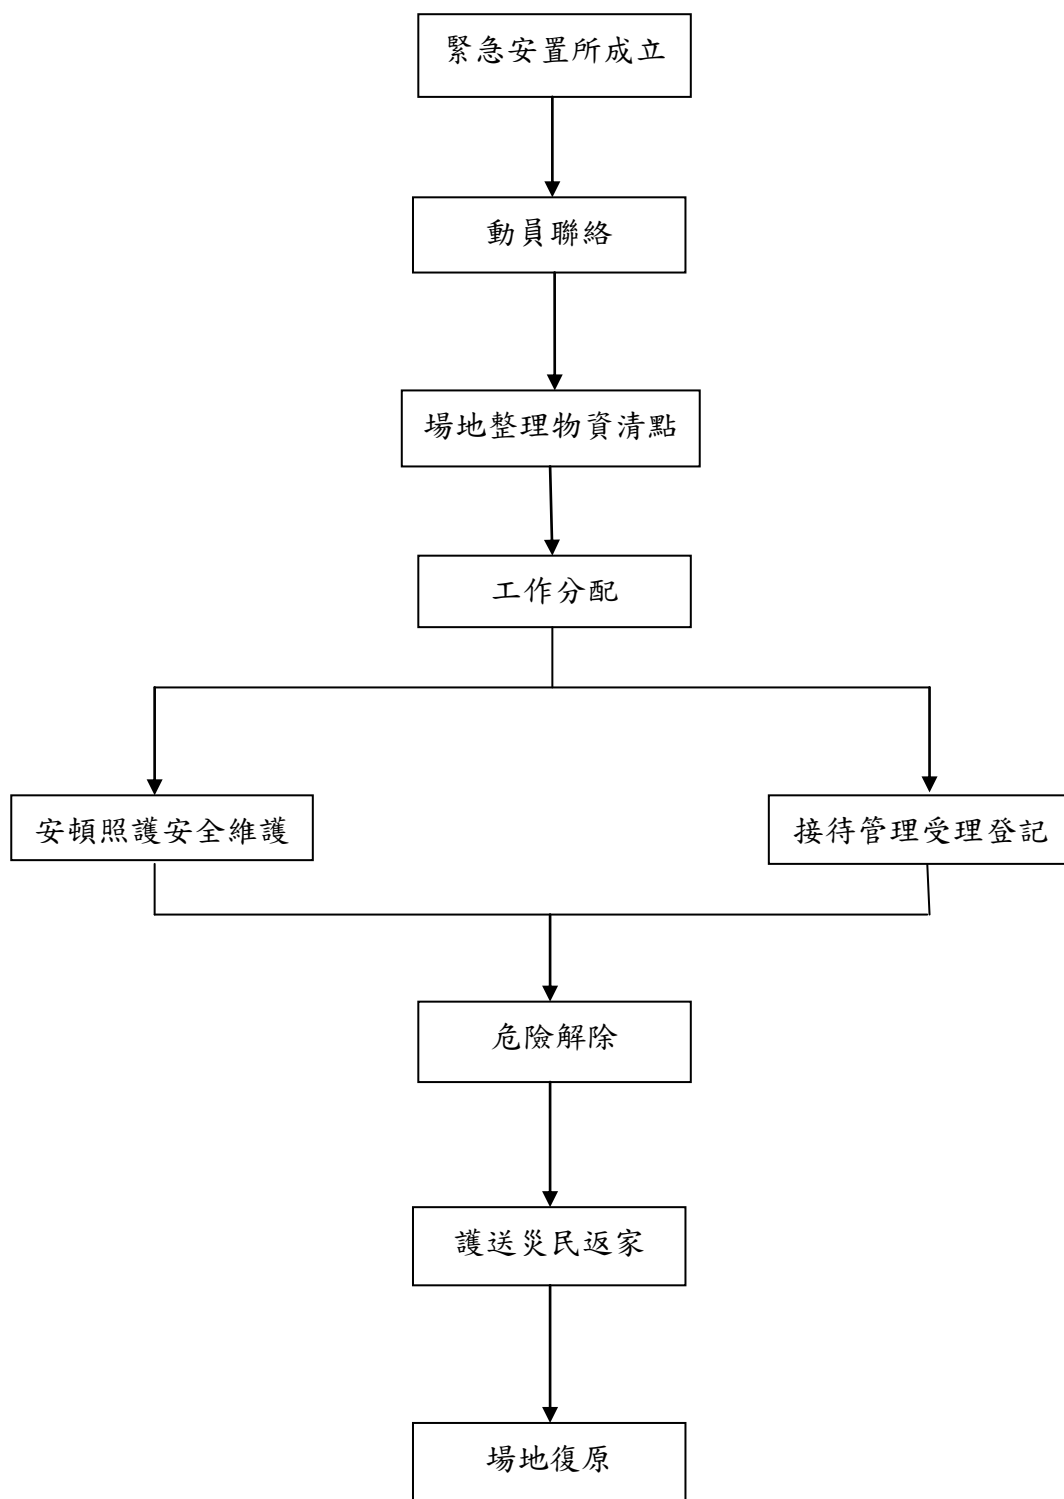 緊急安置所成立
動員聯絡
場地整理物資清點
工作分配
安頓照護安全維護
接待管理受理登記
危險解除
護送災民返家
場地復原